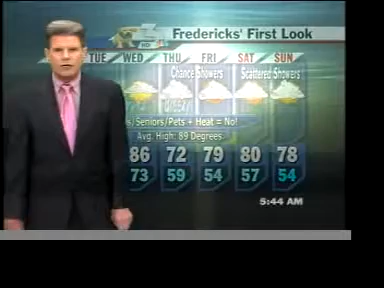 Fredericks' First Look
HD
TUE WED THU FRI SAT SUN
Chance Showers Scattered Showers
s/Seniors/Pets + Heat = No!
Avg. High: 89 Degrees
86 72 79 80 78
73 59 54 57 54
5:44 AM